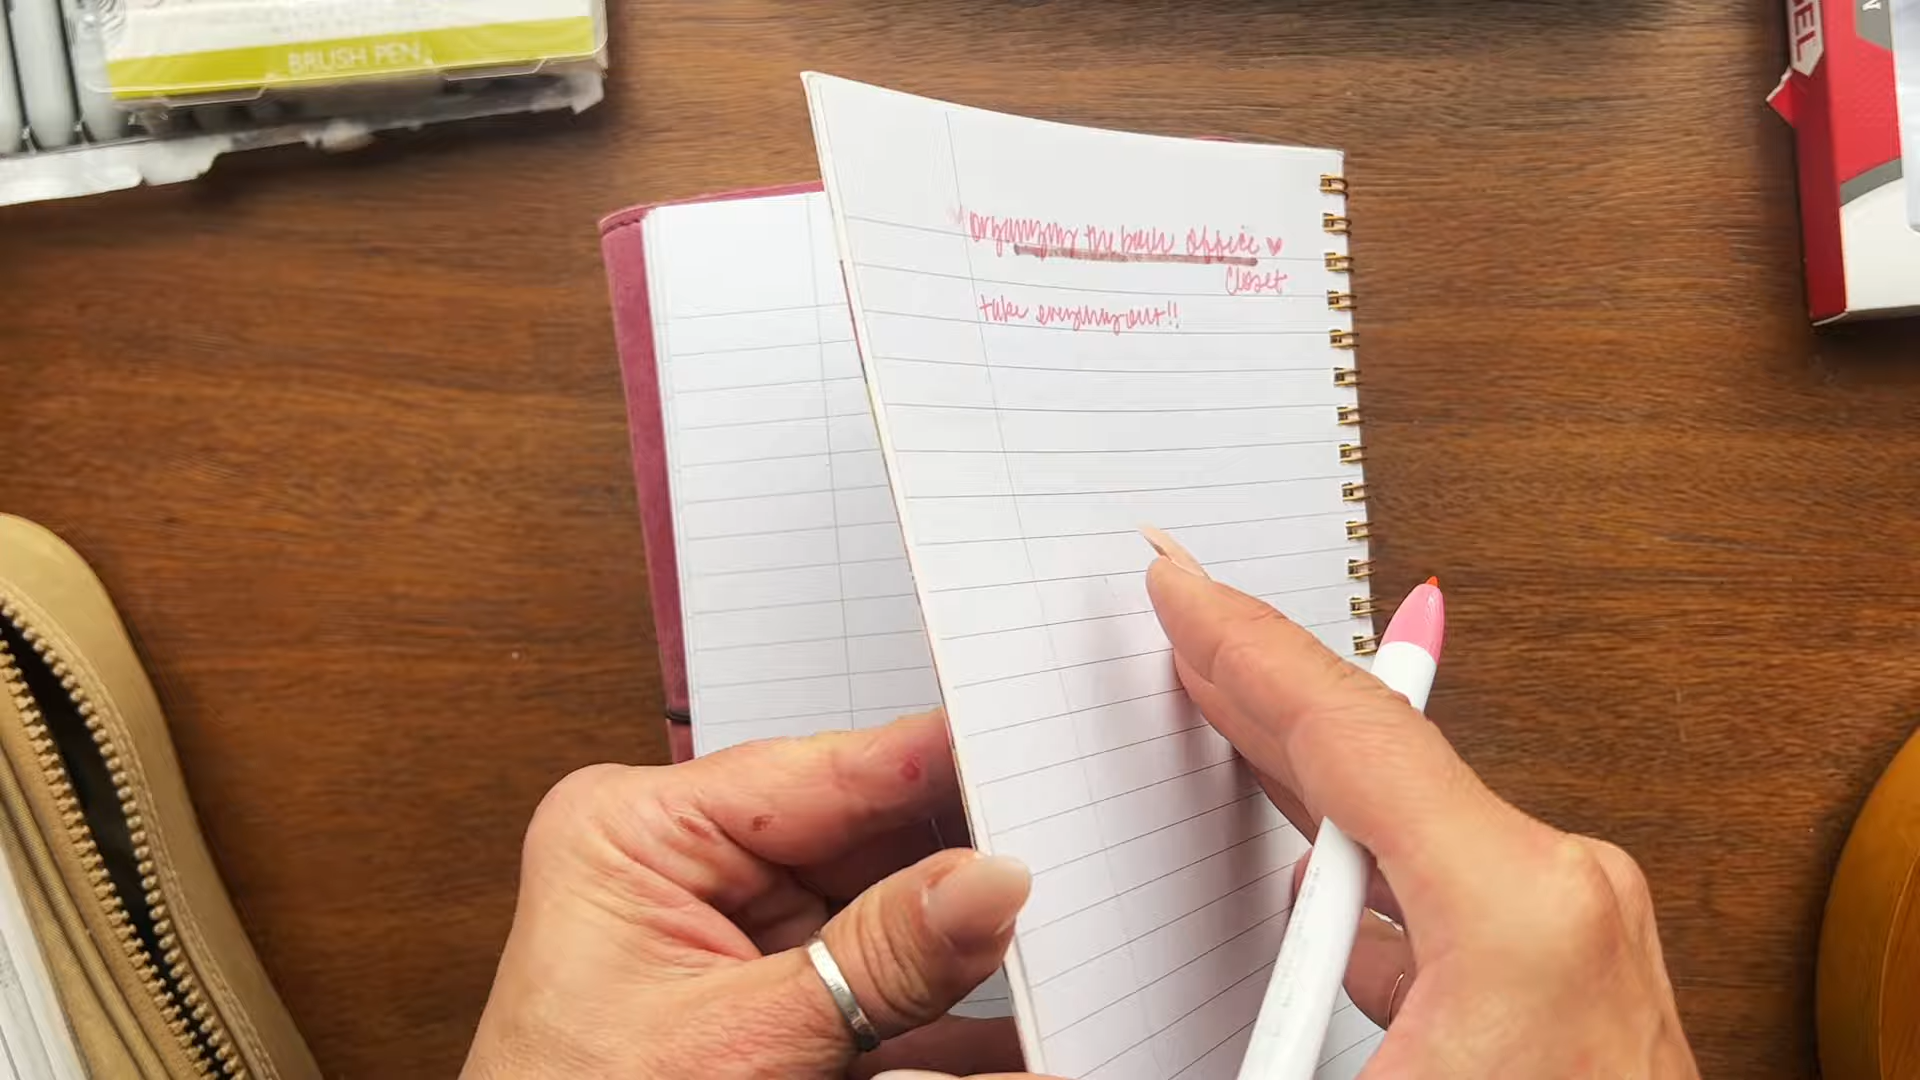 BRUSH PEN
organizing the back office ♥
closet
take everything out!!